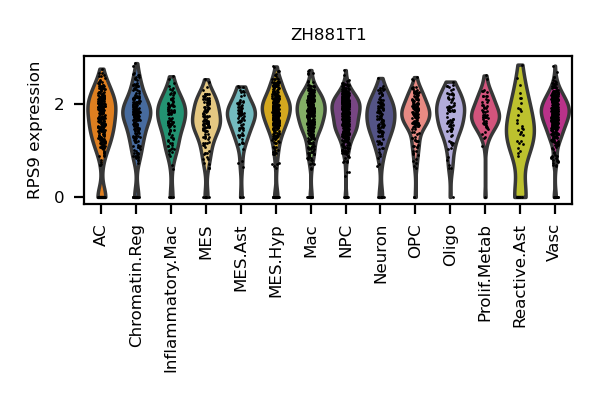 ZH881T1
RPS9 expression
2
0
AC
Chromatin.Reg
Inflammatory.Mac
MES
MES.Ast
MES.Hyp
Mac
NPC
Neuron
OPC
Oligo
Prolif.Metab
Reactive.Ast
Vasc